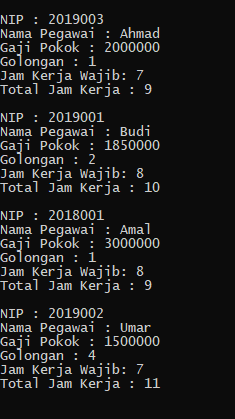 NIP : 2019003
Nama Pegawai : Ahmad
Gaji Pokok : 2000000
Golongan : 1
Jam Kerja Wajib: 7
Total Jam Kerja : 9
NIP : 2019001
Nama Pegawai : Budi
Gaji Pokok : 1850000
Golongan : 2
Jam Kerja Wajib: 8
Total Jam Kerja : 10
NIP : 2018001
Nama Pegawai : Amal
Gaji Pokok : 3000000
Golongan : 1
Jam Kerja Wajib: 8
Total Jam Kerja : 9
NIP : 2019002
Nama Pegawai : Umar
Gaji Pokok : 1500000
Golongan : 4
Jam Kerja Wajib: 7
Total Jam Kerja : 11